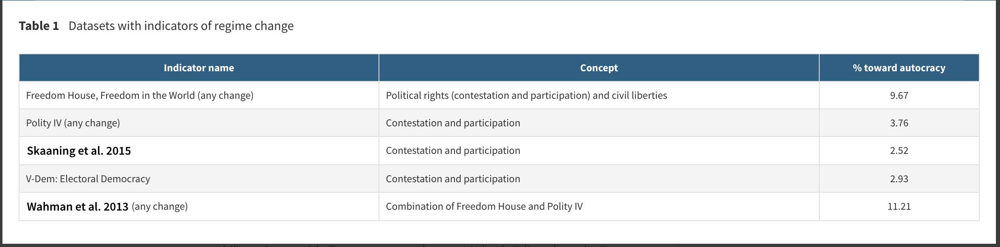 Table 1 Datasets with indicators of regime change
Indicator name Concept % toward autocracy
Freedom House, Freedom in the World (any change) Political rights (contestation and participation) and civil liberties 9.67
Polity IV (any change) Contestation and participation 3.76
Skaaning et al. 2015 Contestation and participation 2.52
V-Dem: Electoral Democracy Contestation and participation 2.93
Wahman et al. 2013 (any change) Combination of Freedom House and Polity IV 11.21